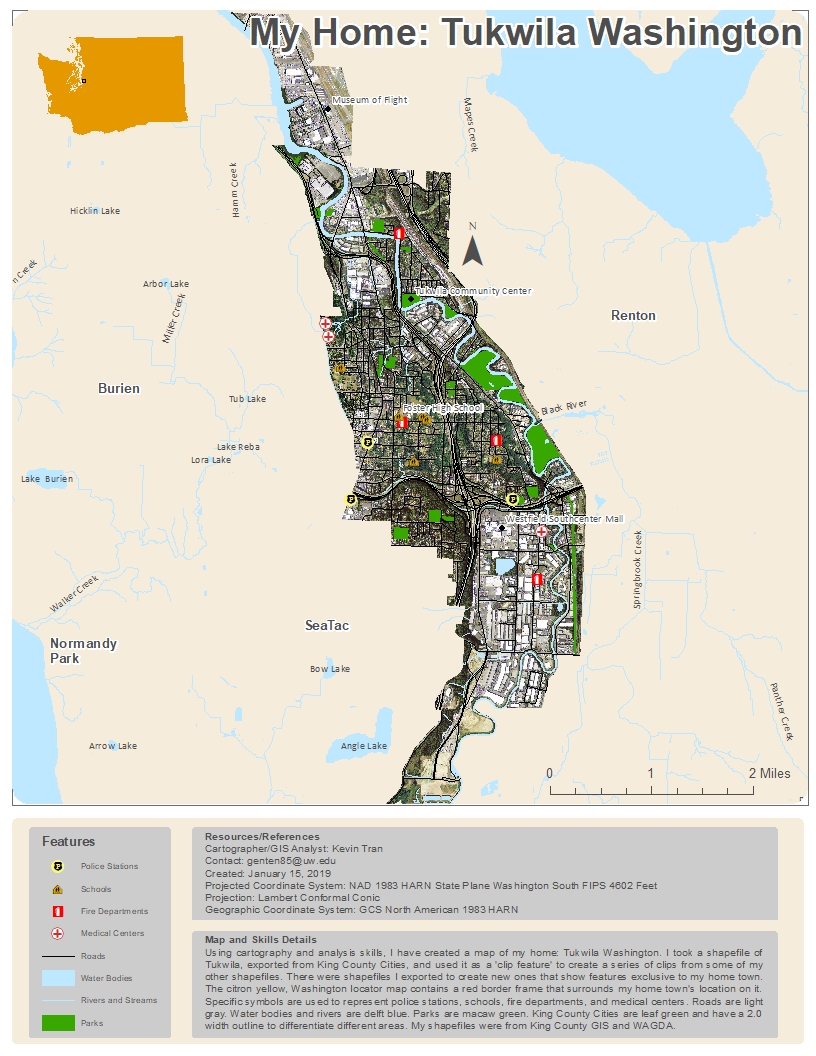 My Home: Tukwila Washington
Museum of Flight
Mapes Creek
Hamm Creek
Hicklin Lake
N
n Creek
Arbor Lake
Tukwila Community Center
Miller Creek
Renton
Burien
Tub Lake
Foster High School
Black River
Lake Reba
Lora Lake
Lake Burien
Westfield Southcenter Mall
Springbrook Creek
Walker Creek
SeaTac
Normandy
Park
Bow Lake
Panther Creek
Arrow Lake
Angle Lake
0 1 2 Miles
Features
Police Stations
Schools
Fire Departments
Medical Centers
Roads
Water Bodies
Rivers and Streams
Parks
Resources/References
Cartographer/GIS Analyst: Kevin Tran
Contact: genten85@uw.edu
Created: January 15, 2019
Projected Coordinate System: NAD 1983 HARN State Plane Washington South FIPS 4602 Feet
Projection: Lambert Conformal Conic
Geographic Coordinate System: GCS North American 1983 HARN
Map and Skills Details
Using cartography and analysis skills, I have created a map of my home: Tukwila Washington. I took a shapefile of
Tukwila, exported from King County Cities, and used it as a 'clip feature' to create a series of clips from some of my
other shapefiles. There were shapefiles I exported to create new ones that show features exclusive to my home town.
The citron yellow, Washington locator map contains a red border frame that surrounds my home town's location on it.
Specific symbols are used to represent police stations, schools, fire departments, and medical centers. Roads are light
gray. Water bodies and rivers are delft blue. Parks are macaw green. King County Cities are leaf green and have a 2.0
width outline to differentiate different areas. My shapefiles were from King County GIS and WAGDA.